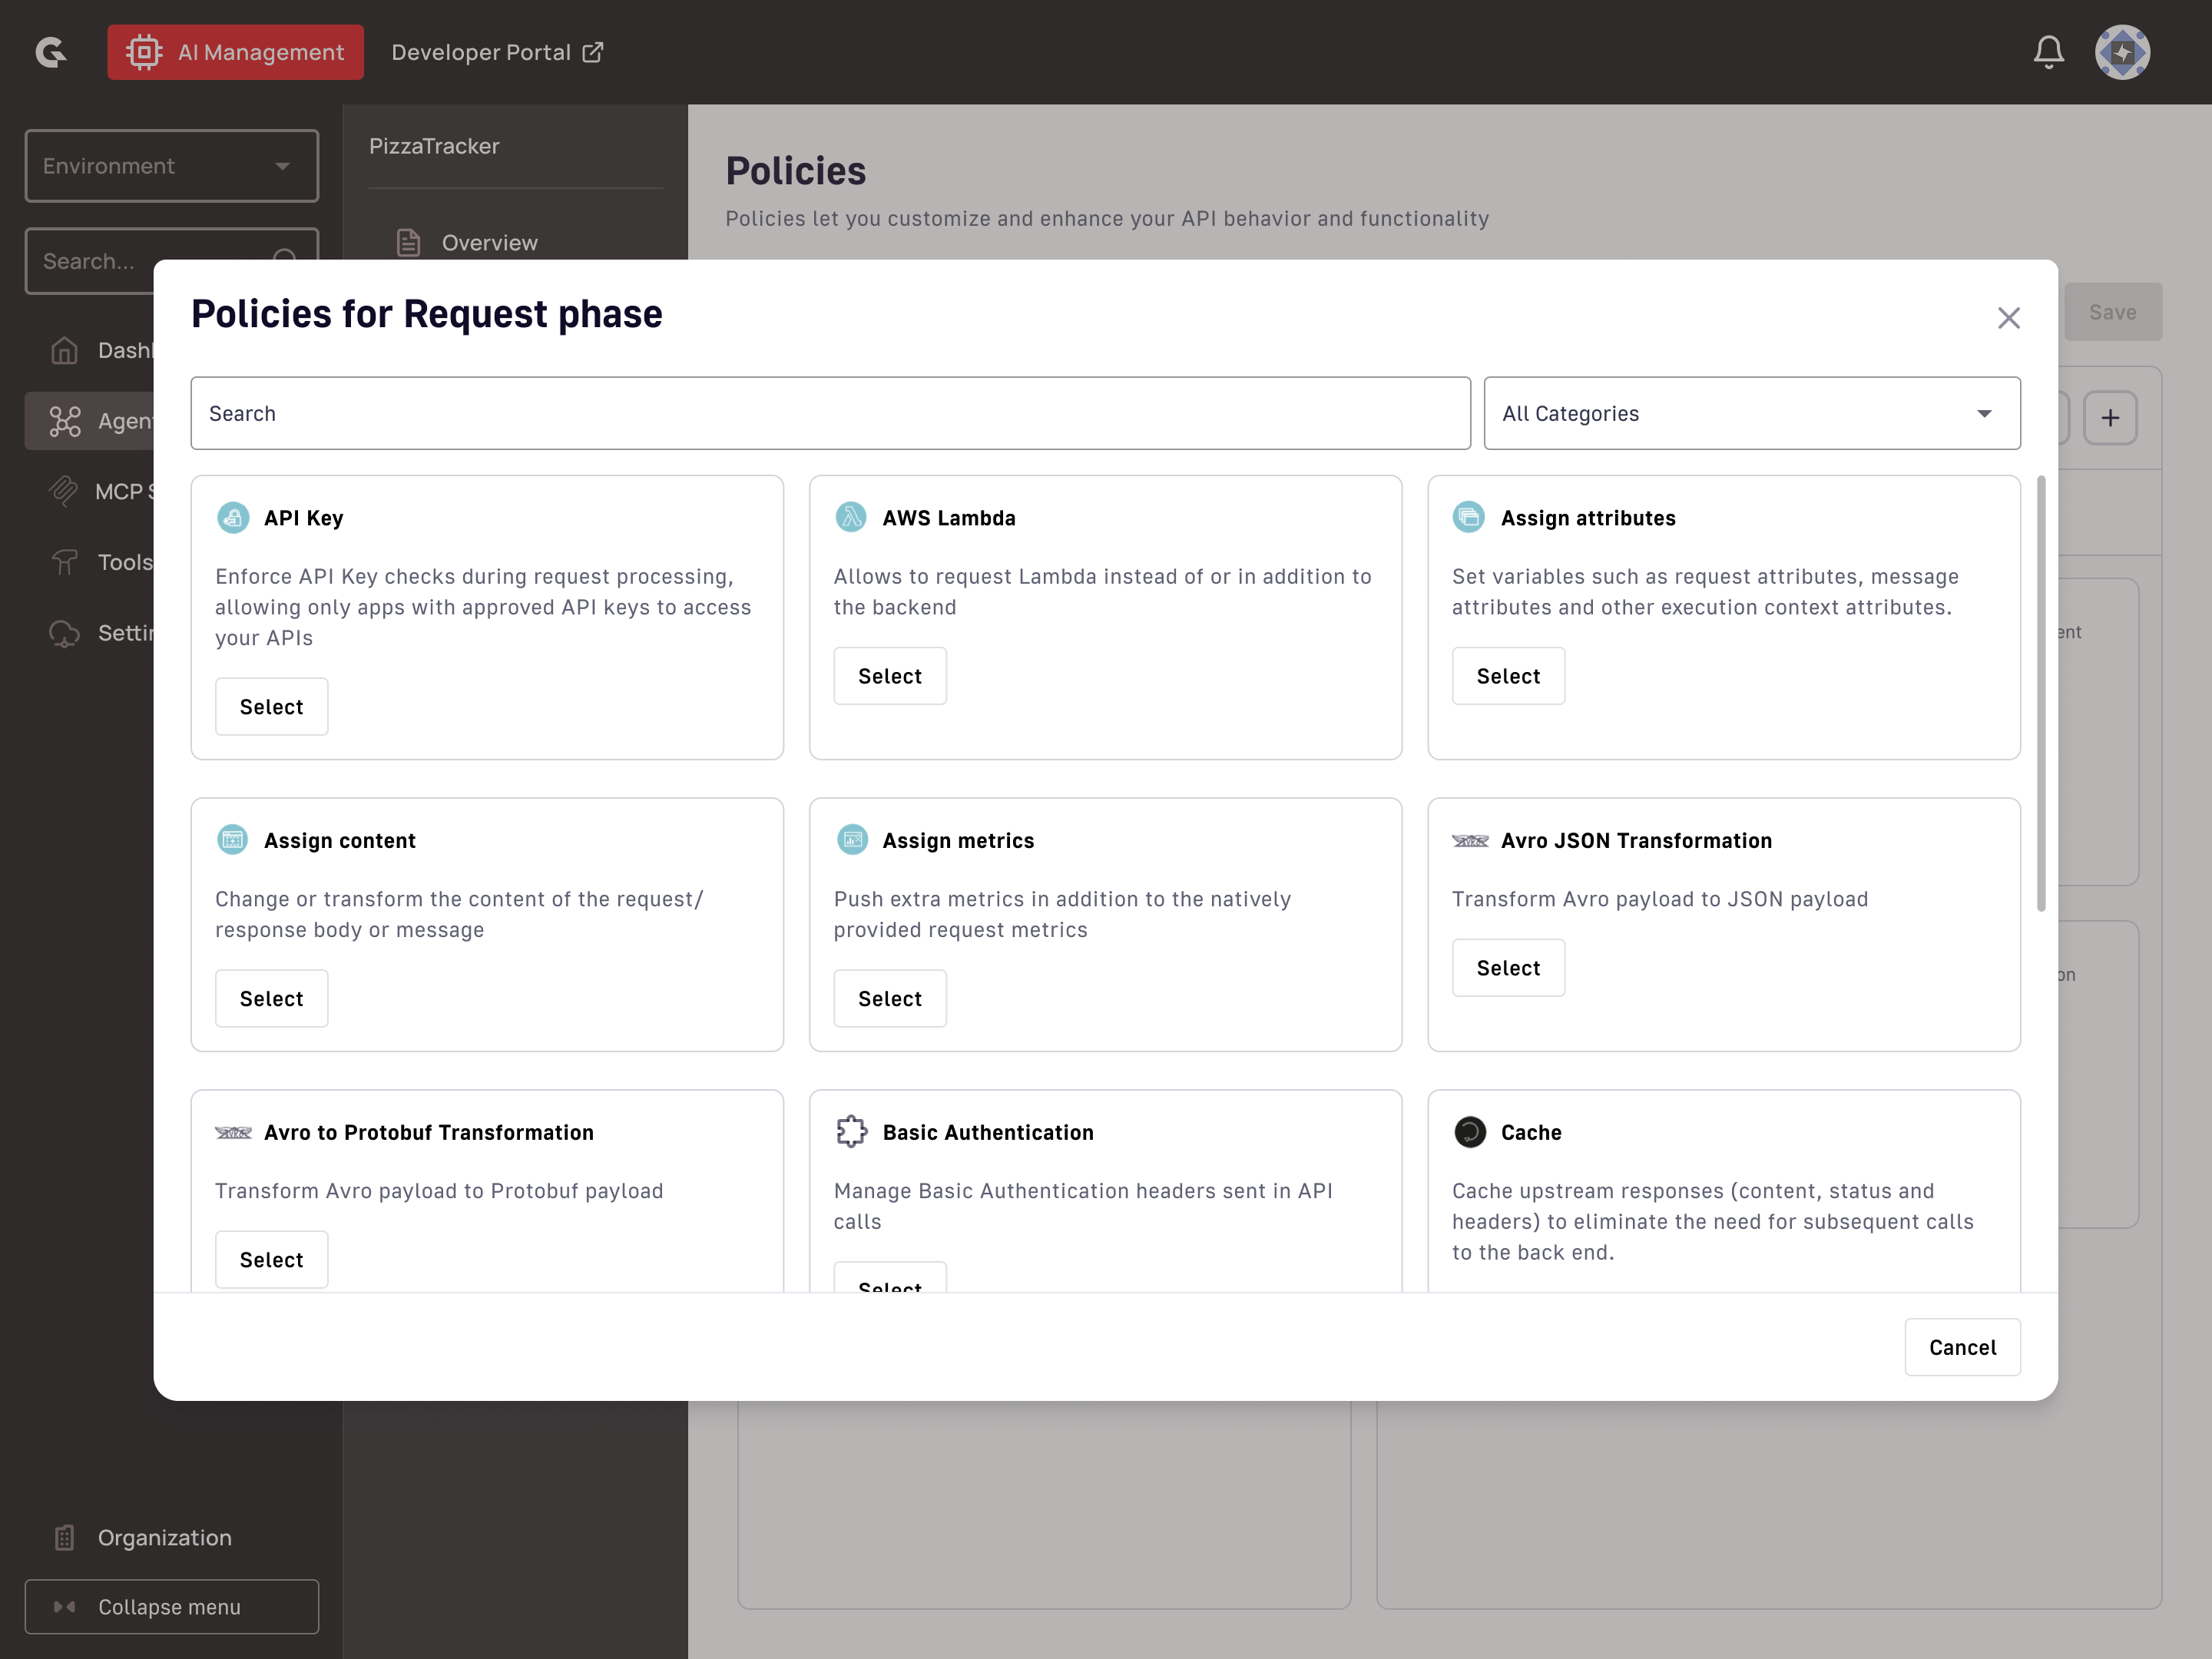 AI Management
Developer Portal
Environment
PizzaTracker
Policies
Policies let you customize and enhance your API behavior and functionality
Overview
Search...
Save
Policies for Request phase
Search
All Categories
API Key
Enforce API Key checks during request processing,
allowing only apps with approved API keys to access
your APIs
Select
AWS Lambda
Allows to request Lambda instead of or in addition to
the backend
Select
Assign attributes
Set variables such as request attributes, message
attributes and other execution context attributes.
Select
Assign content
Change or transform the content of the request/
response body or message
Select
Assign metrics
Push extra metrics in addition to the natively
provided request metrics
Select
Avro JSON Transformation
Transform Avro payload to JSON payload
Select
Avro to Protobuf Transformation
Transform Avro payload to Protobuf payload
Select
Basic Authentication
Manage Basic Authentication headers sent in API
calls
Select
Cache
Cache upstream responses (content, status and
headers) to eliminate the need for subsequent calls
to the back end.
Cancel
MCP
Tools
Organization
Collapse menu